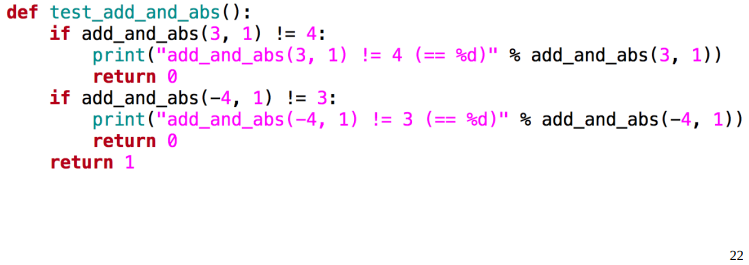 def test_add_and_abs():
    if add_and_abs(3, 1) != 4:
        print("add_and_abs(3, 1) != 4 (== %d)" % add_and_abs(3, 1))
        return 0
    if add_and_abs(−4, 1) != 3:
        print("add_and_abs(−4, 1) != 3 (== %d)" % add_and_abs(−4, 1))
        return 0
    return 1
22